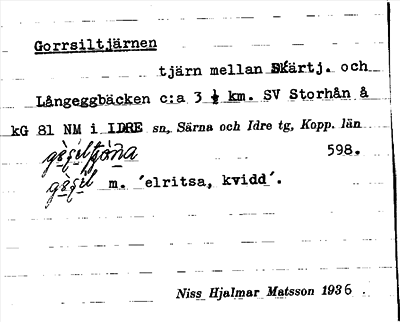 Gorrsiltjärnen
tjärn mellan Skärtj. och
Långeggbäcken c:a 3 ½ km. SV Storhån å
kG 81 NM i IDRE sn, Särna och Idre tg, Kopp. län
598.
m. 'elritsa, kvidd'.
Niss Hjalmar Matsson 1936.